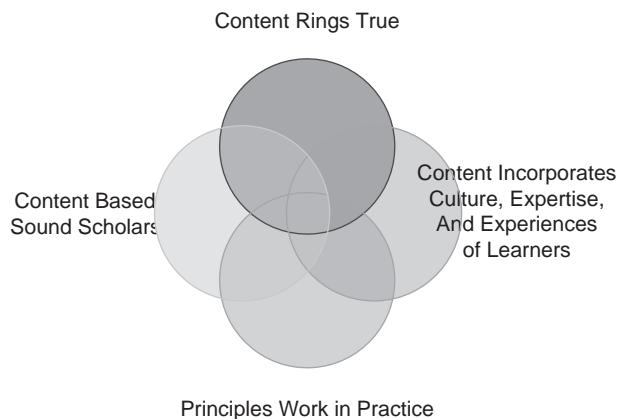 Content Rings True
Content Based
Sound Scholars
Content Incorporates
Culture, Expertise,
And Experiences
of Learners
Principles Work in Practice